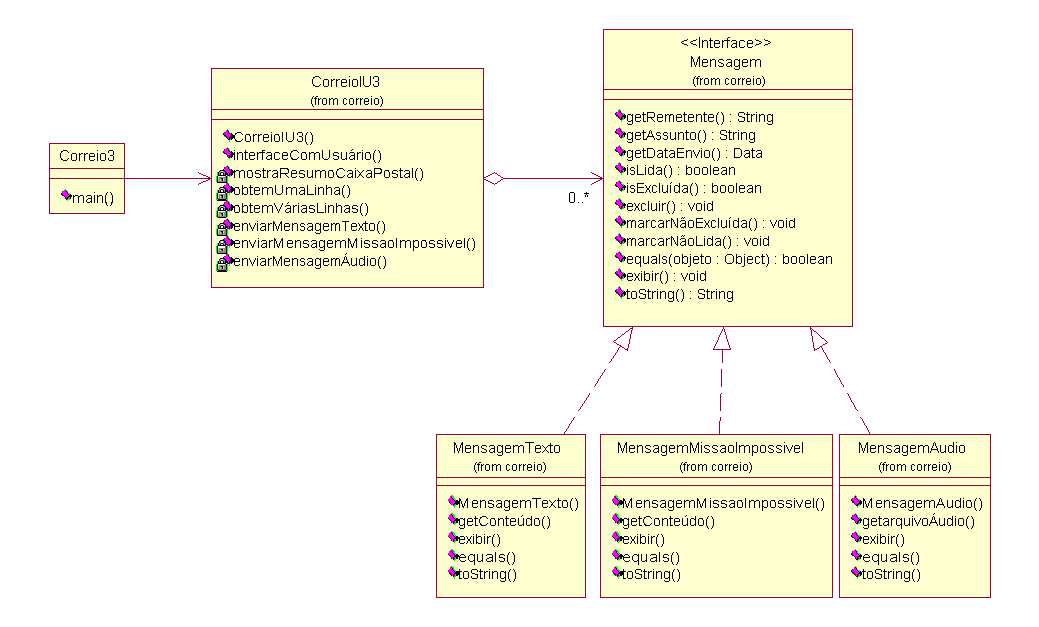 Correio3
main()
CorreioIU3
(from correio)
CorreioIU3()
interfaceComUsuário()
mostraResumoCaixaPostal()
obtemUmaLinha()
obtemVáriasLinhas()
enviarMensagemTexto()
enviarMensagemMissaoImpossivel()
enviarMensagemÁudio()
0..*
<<Interface>>
Mensagem
(from correio)
getRemetente() : String
getAssunto() : String
getDataEnvio() : Data
isLida() : boolean
isExcluída() : boolean
excluir() : void
marcarNãoExcluída() : void
marcarNãoLida() : void
equals(objeto : Object) : boolean
exibir() : void
toString() : String
MensagemTexto
(from correio)
MensagemTexto()
getConteúdo()
exibir()
equals()
toString()
MensagemMissaoImpossivel
(from correio)
MensagemMissaoImpossivel()
getConteúdo()
exibir()
equals()
toString()
MensagemAudio
(from correio)
MensagemAudio()
getarquivoÁudio()
exibir()
equals()
toString()